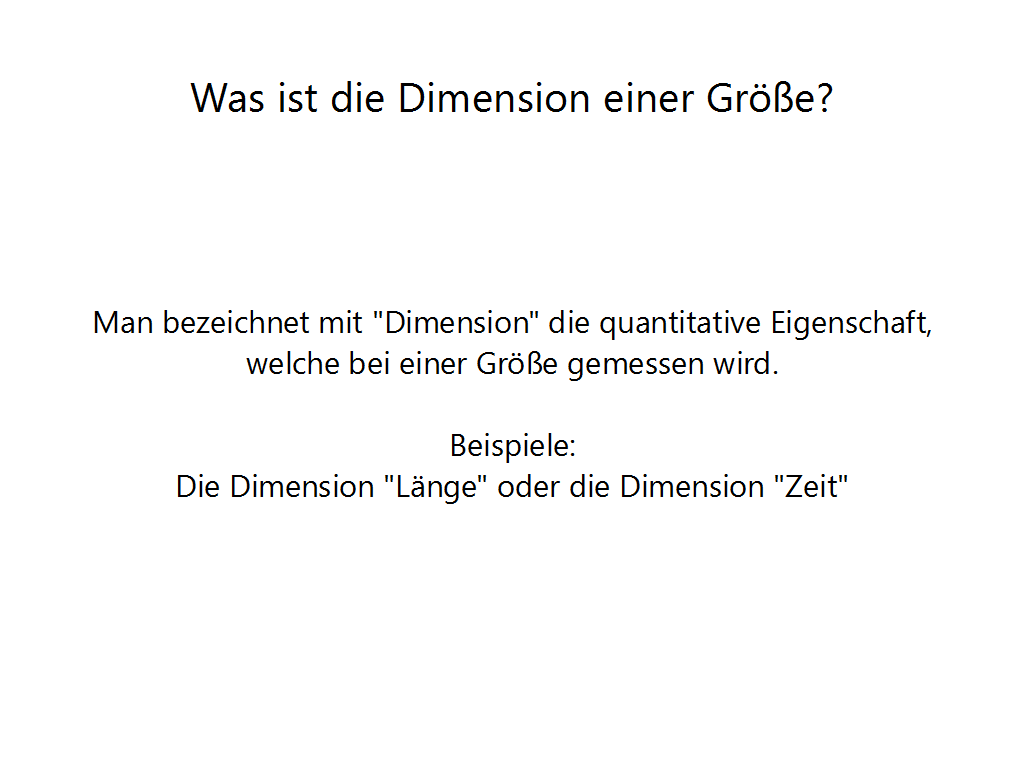 Was ist die Dimension einer Größe?
Man bezeichnet mit "Dimension" die quantitative Eigenschaft,
welche bei einer Größe gemessen wird.
Beispiele:
Die Dimension "Länge" oder die Dimension "Zeit"